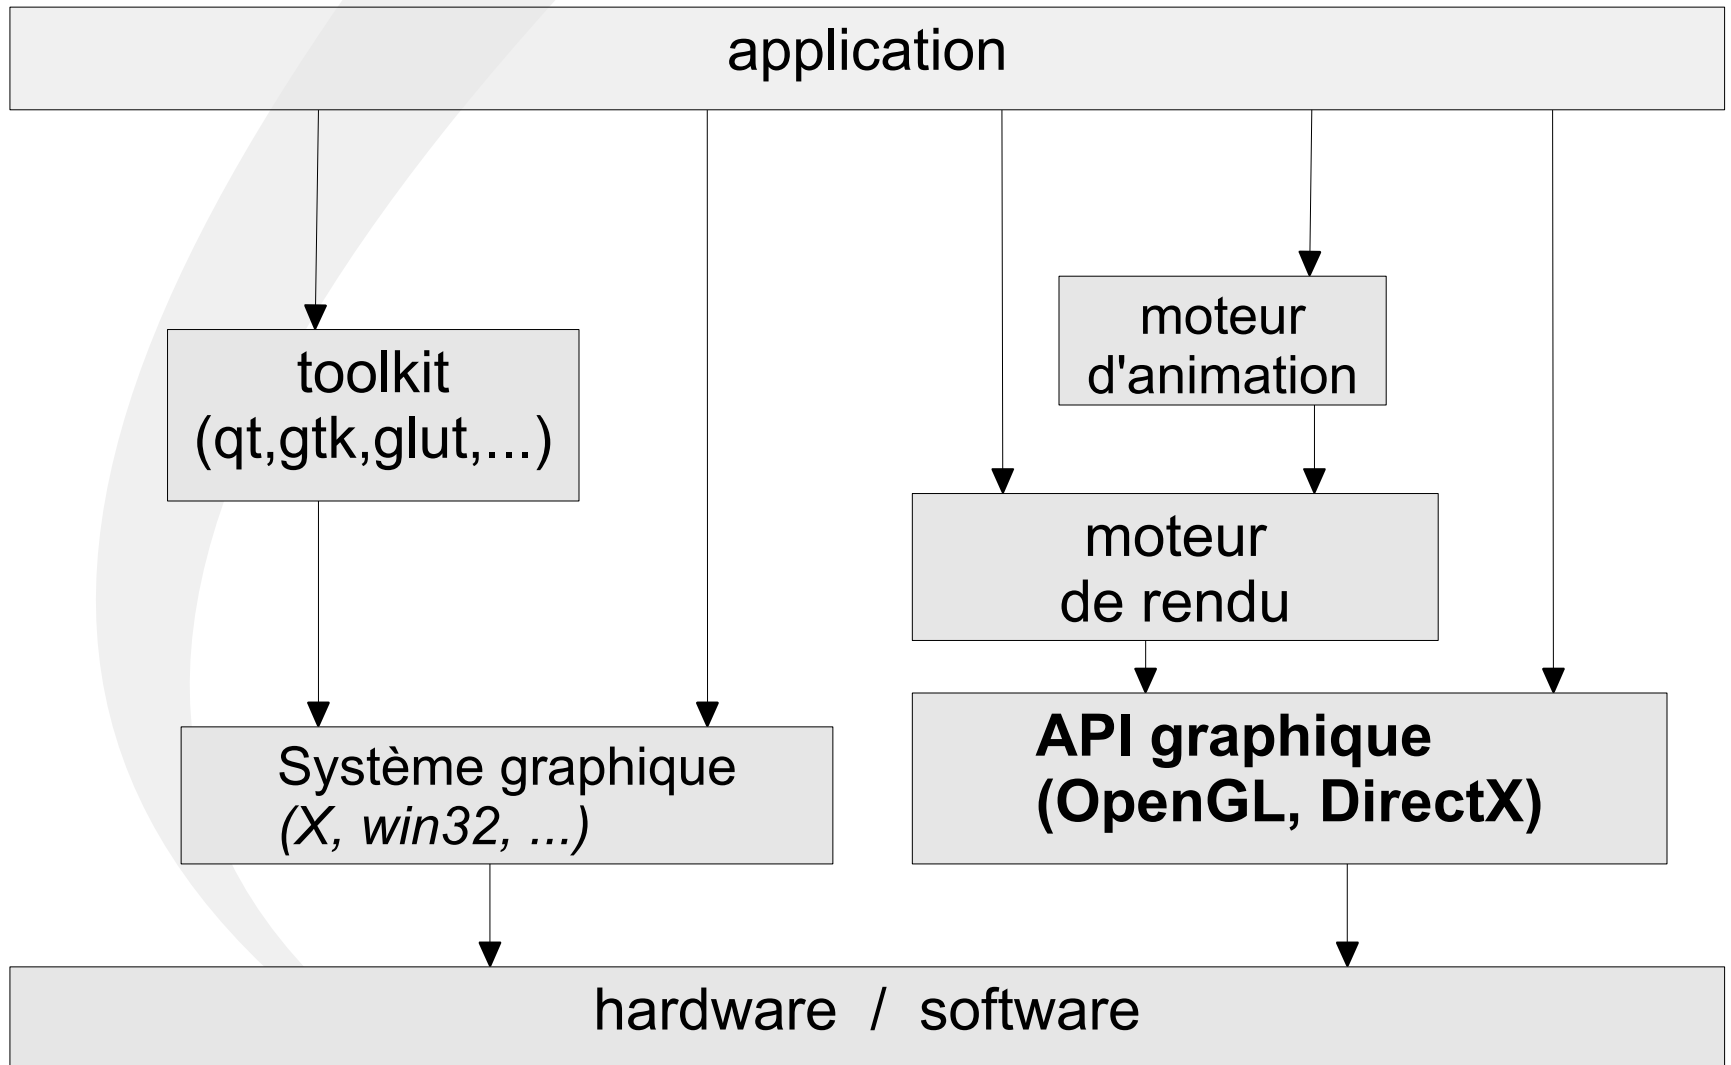 application
toolkit
(qt,gtk,glut,...)
moteur
d'animation
moteur
de rendu
Système graphique
(X, win32, ...)
API graphique
(OpenGL, DirectX)
hardware / software